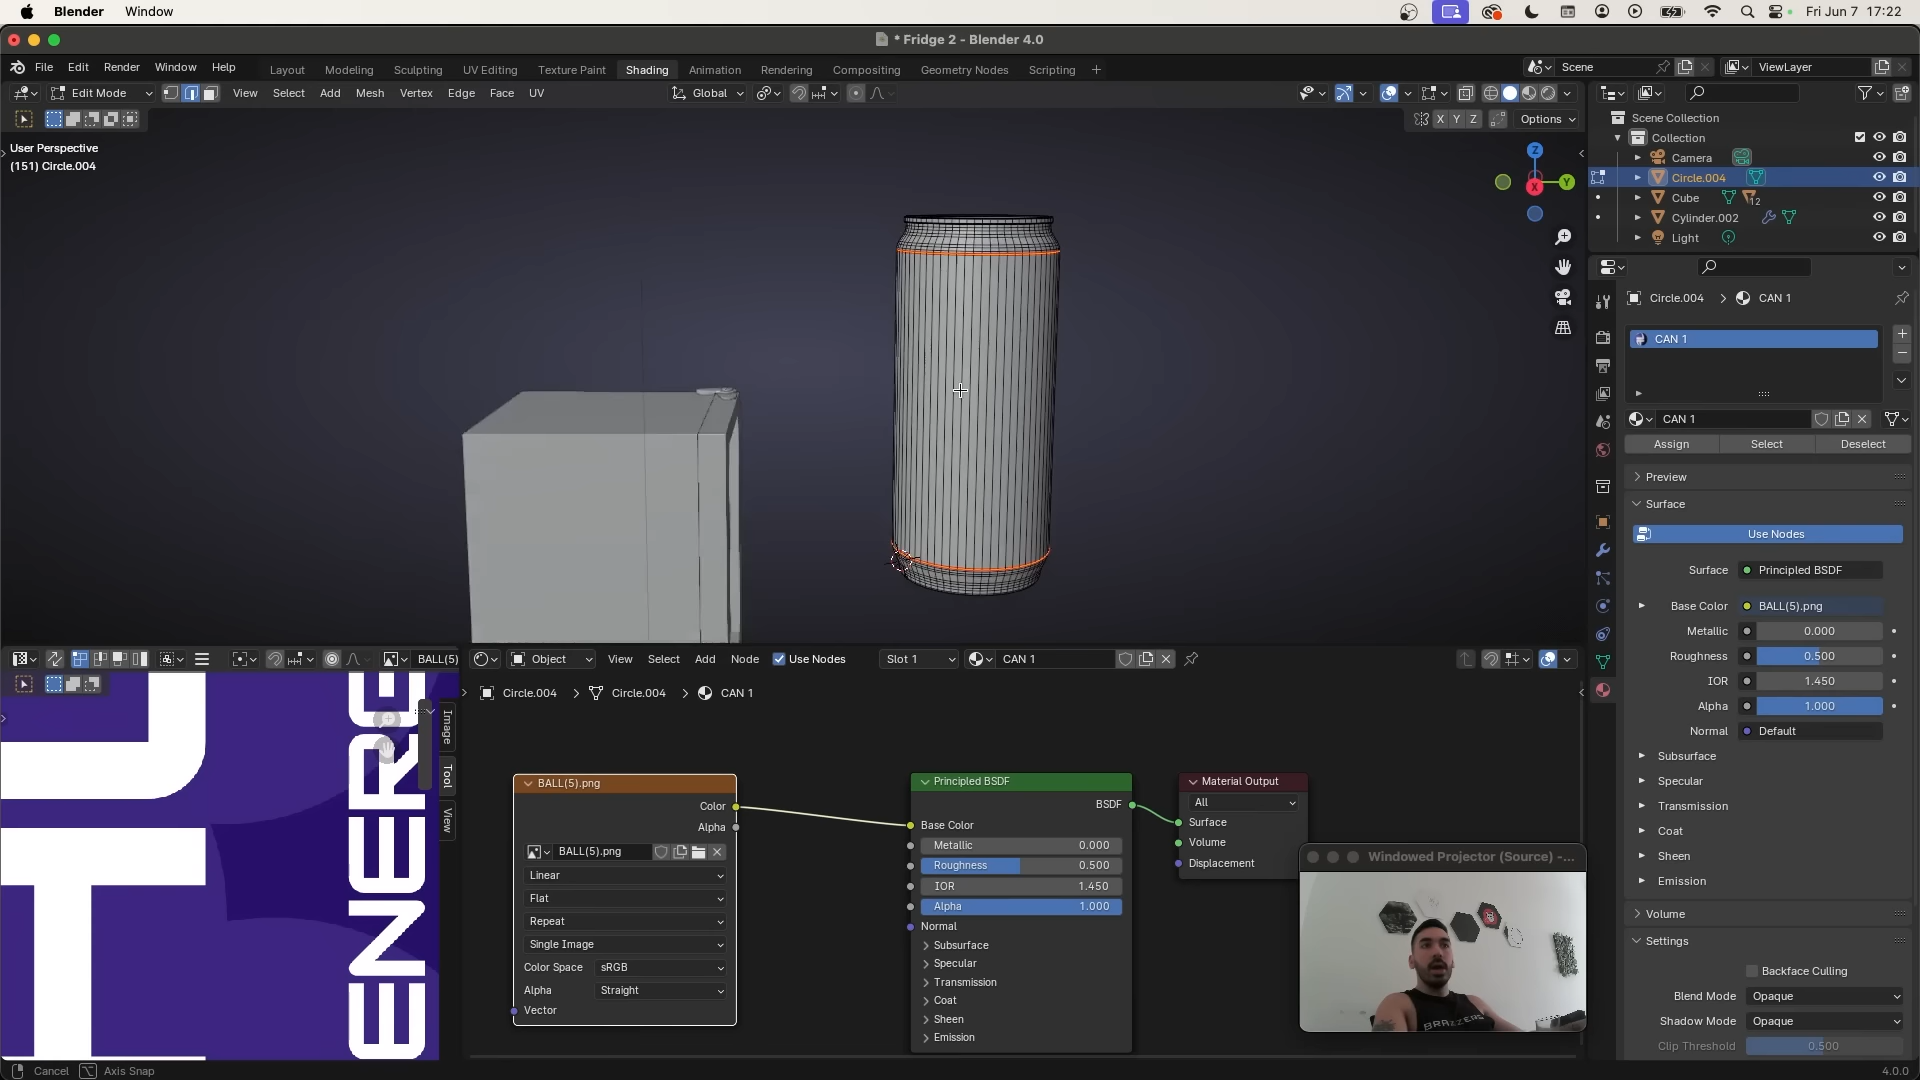 Blender Window Fri Jun 7 17:22
* Fridge 2 - Blender 4.0
File Edit Render Window Help Layout Modeling Sculpting UV Editing Texture Paint Shading Animation Rendering Compositing Geometry Nodes Scripting + Scene ViewLayer
Edit Mode View Select Add Mesh Vertex Edge Face UV Global
X Y Z Options
User Perspective
(151) Circle.004
Z
Y
X
Scene Collection
Collection
Camera
Circle.004
Cube 12
Cylinder.002
Light
Circle.004 > CAN 1
CAN 1
CAN 1
Assign Select Deselect
Preview
Surface
Use Nodes
Surface Principled BSDF
Base Color BALL(5).png
Metallic 0.000
Roughness 0.500
IOR 1.450
Alpha 1.000
Normal Default
Subsurface
Specular
Transmission
Coat
Sheen
Emission
Volume
Settings
Backface Culling
Blend Mode Opaque
Shadow Mode Opaque
Clip Threshold 0.500
BALL(5)
Image
Tool
View
ENERG
Object View Select Add Node Use Nodes Slot 1 CAN 1
Circle.004 > Circle.004 > CAN 1
BALL(5).png
Color
Alpha
BALL(5).png
Linear
Flat
Repeat
Single Image
Color Space sRGB
Alpha Straight
Vector
Principled BSDF
BSDF
Base Color
Metallic 0.000
Roughness 0.500
IOR 1.450
Alpha 1.000
Normal
Subsurface
Specular
Transmission
Coat
Sheen
Emission
Material Output
All
Surface
Volume
Displacement
Windowed Projector (Source) -...
BRAZZERS
Cancel Axis Snap 4.0.0